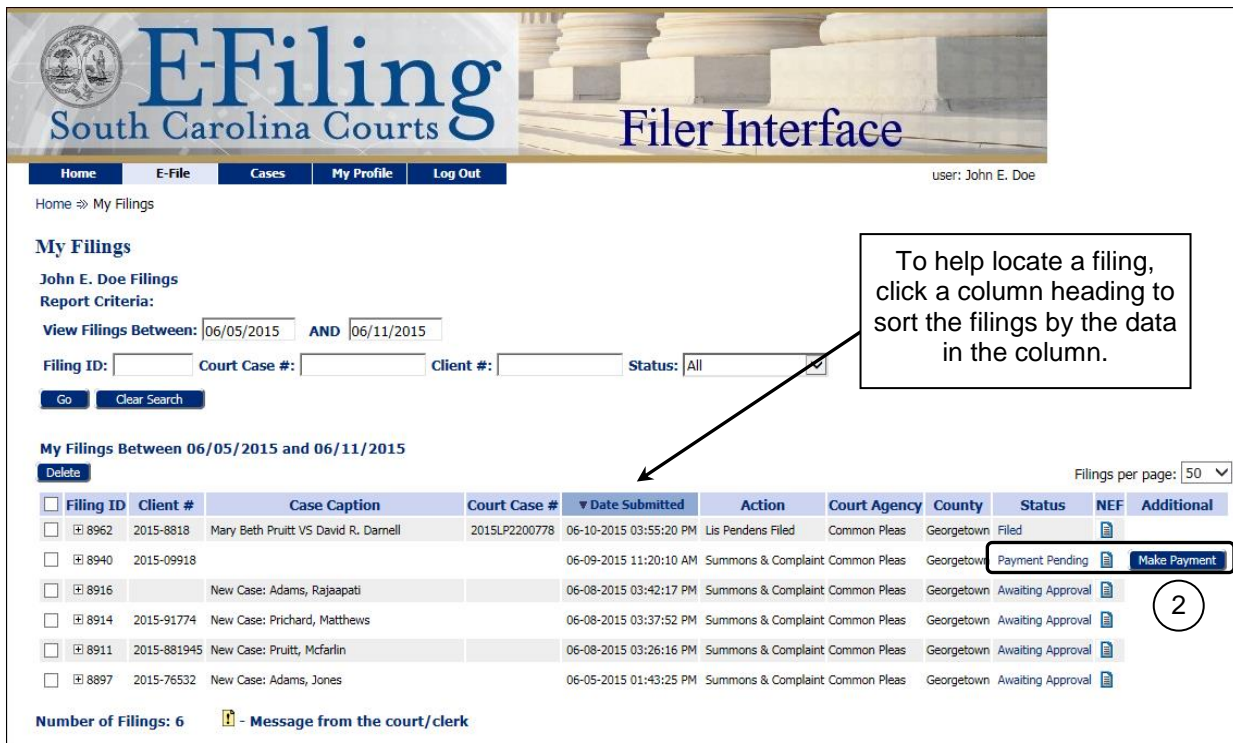 E-Filing
South Carolina Courts
Filer Interface
Home E-File Cases My Profile Log Out
user: John E. Doe
Home ⇒ My Filings
My Filings
John E. Doe Filings
Report Criteria:
View Filings Between: 06/05/2015 AND 06/11/2015
Filing ID: Court Case #: Client #: Status: All
Go Clear Search
To help locate a filing,
click a column heading to
sort the filings by the data
in the column.
My Filings Between 06/05/2015 and 06/11/2015
Delete
Filings per page: 50
Filing ID Client # Case Caption Court Case # ▼ Date Submitted Action Court Agency County Status NEF Additional
8962 2015-8818 Mary Beth Pruitt VS David R. Darnell 2015LP2200778 06-10-2015 03:55:20 PM Lis Pendens Filed Common Pleas Georgetown Filed
8940 2015-09918 06-09-2015 11:20:10 AM Summons & Complaint Common Pleas Georgetown Payment Pending Make Payment
8916 New Case: Adams, Rajaapati 06-08-2015 03:42:17 PM Summons & Complaint Common Pleas Georgetown Awaiting Approval
2
8914 2015-91774 New Case: Prichard, Matthews 06-08-2015 03:37:52 PM Summons & Complaint Common Pleas Georgetown Awaiting Approval
8911 2015-881945 New Case: Pruitt, Mcfarlin 06-08-2015 03:26:16 PM Summons & Complaint Common Pleas Georgetown Awaiting Approval
8897 2015-76532 New Case: Adams, Jones 06-05-2015 01:43:25 PM Summons & Complaint Common Pleas Georgetown Awaiting Approval
Number of Filings: 6 ! - Message from the court/clerk